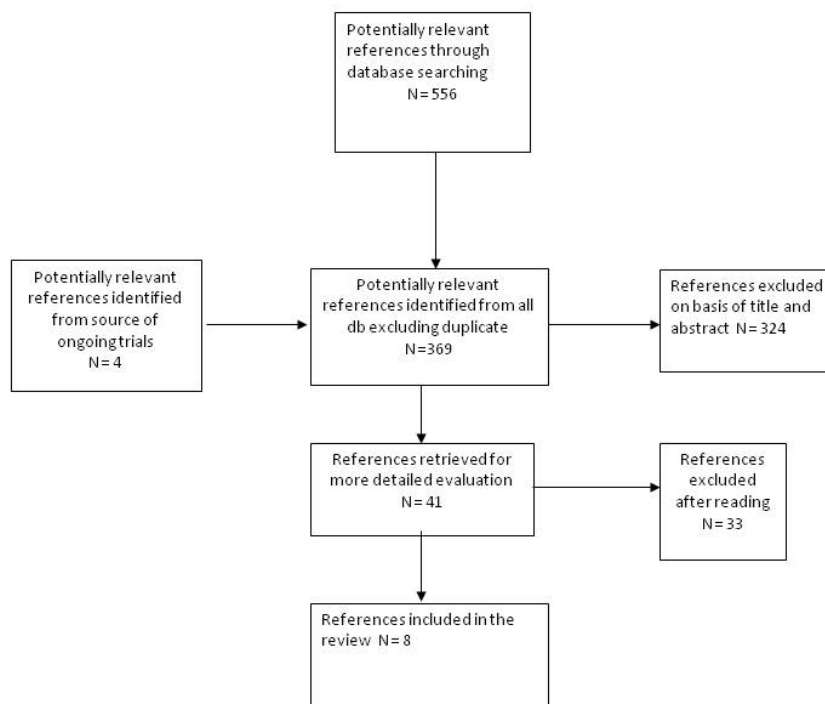 Potentially relevant
references through
database searching
N= 556
Potentially relevant
references identified
from source of
ongoing trials
N= 4
Potentially relevant
references identified from all
db excluding duplicate
N=369
References excluded
on basis of title and
abstract N= 324
References retrieved for
more detailed evaluation
N= 41
References
excluded
after reading
N= 33
References included in the
review N= 8